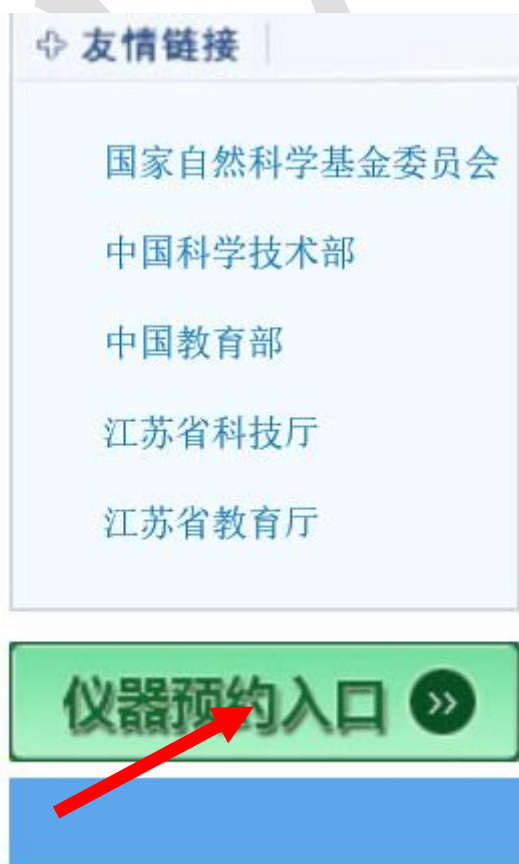 友情链接
国家自然科学基金委员会
中国科学技术部
中国教育部
江苏省科技厅
江苏省教育厅
仪器预约入口